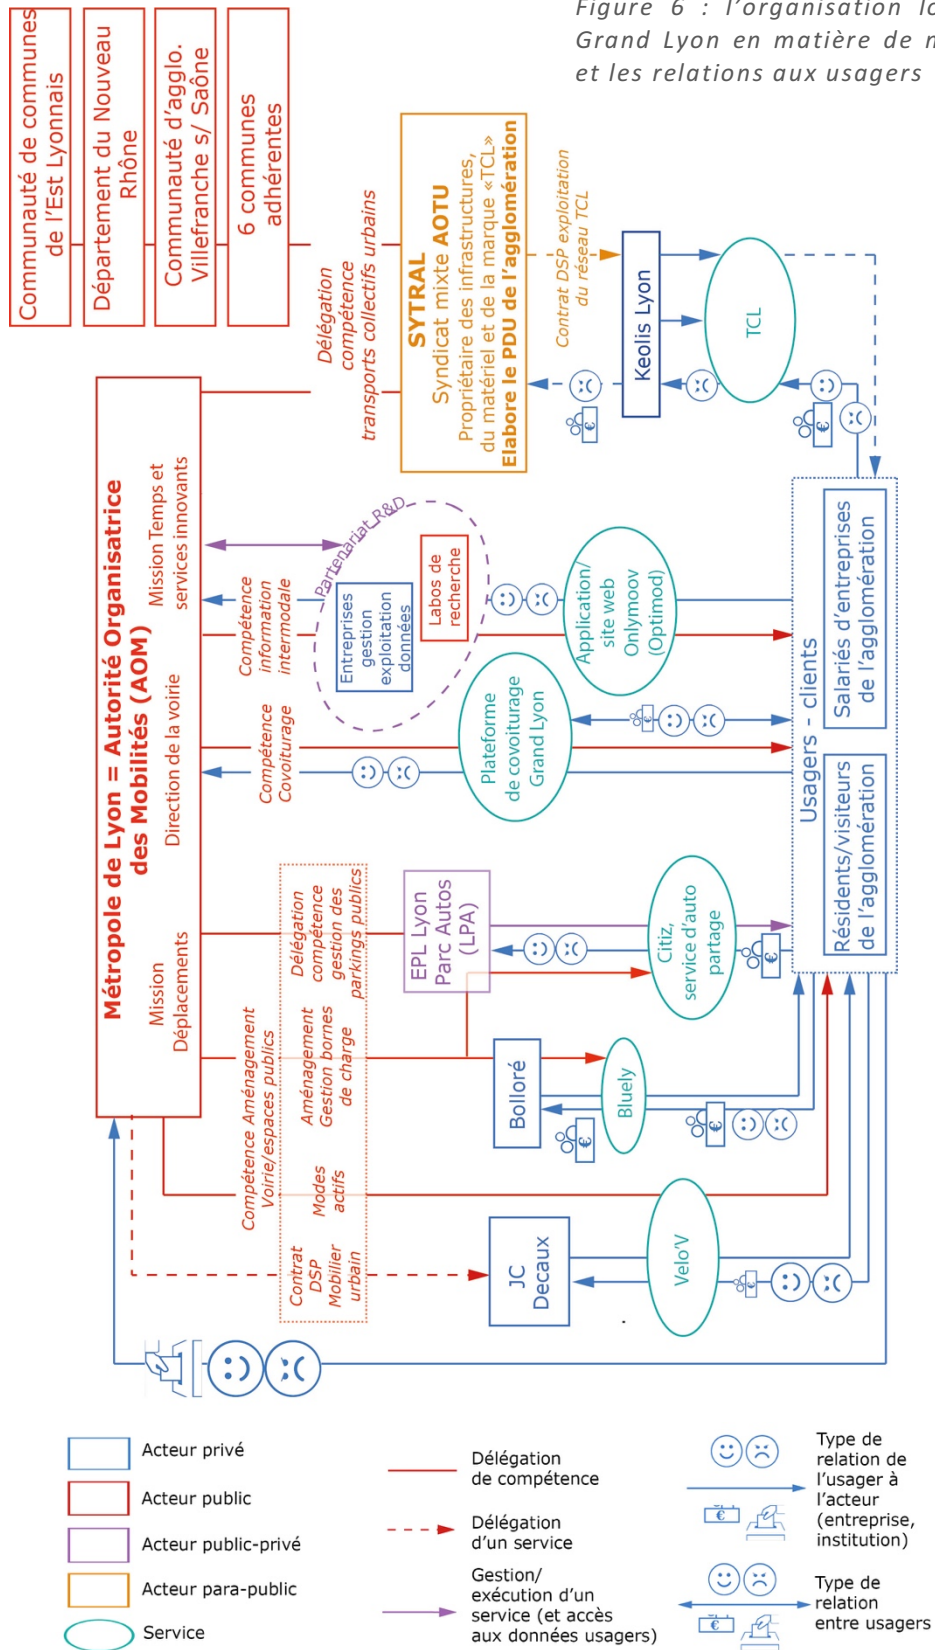 Figure 6 : l'organisation lo
Grand Lyon en matière de
et les relations aux usagers
Communauté de communes
de l'Est Lyonnais
Département du Nouveau
Rhône
Communauté d'agglo.
Villefranche s/ Saône
6 communes
adhérentes
Métropole de Lyon = Autorité Organisatrice
des Mobilités (AOM)
Mission
Déplacements
Direction de la voirie
Mission Temps et
services innovants
Délégation
compétence
transports collectifs urbains
SYTRAL
Syndicat mixte AOTU
Propriétaire des infrastructures,
du matériel et de la marque «TCL»
Elabore le PDU de l'agglomération
Contrat DSP exploitation
du réseau TCL
Keolis Lyon
TCL
€
€
Compétence
information
intermodale
Partenariat R&D
Entreprises
gestion
exploitation
données
Labos de
recherche
Application/
site web
Onlymoov
(Optimod)
Compétence
Covoiturage
Plateforme
de covoiturage
Grand Lyon
€
Compétence Aménagement
Voirie/espaces publics
Contrat
DSP
Mobilier
urbain
Modes
actifs
Aménagement
Gestion bornes
de charge
Délégation
compétence
gestion des
parkings publics
EPL Lyon
Parc Autos
(LPA)
Citiz,
service d'auto
partage
€
Bolloré
Bluely
€
€
JC
Decaux
Velo'V
€
Usagers - clients
Résidents/visiteurs
de l'agglomération
Salariés d'entreprises
de l'agglomération
Acteur privé
Acteur public
Acteur public-privé
Acteur para-public
Service
Délégation
de compétence
Délégation
d'un service
Gestion/
exécution d'un
service (et accès
aux données usagers)
€
Type de
relation de
l'usager à
l'acteur
(entreprise,
institution)
€
Type de
relation
entre usagers